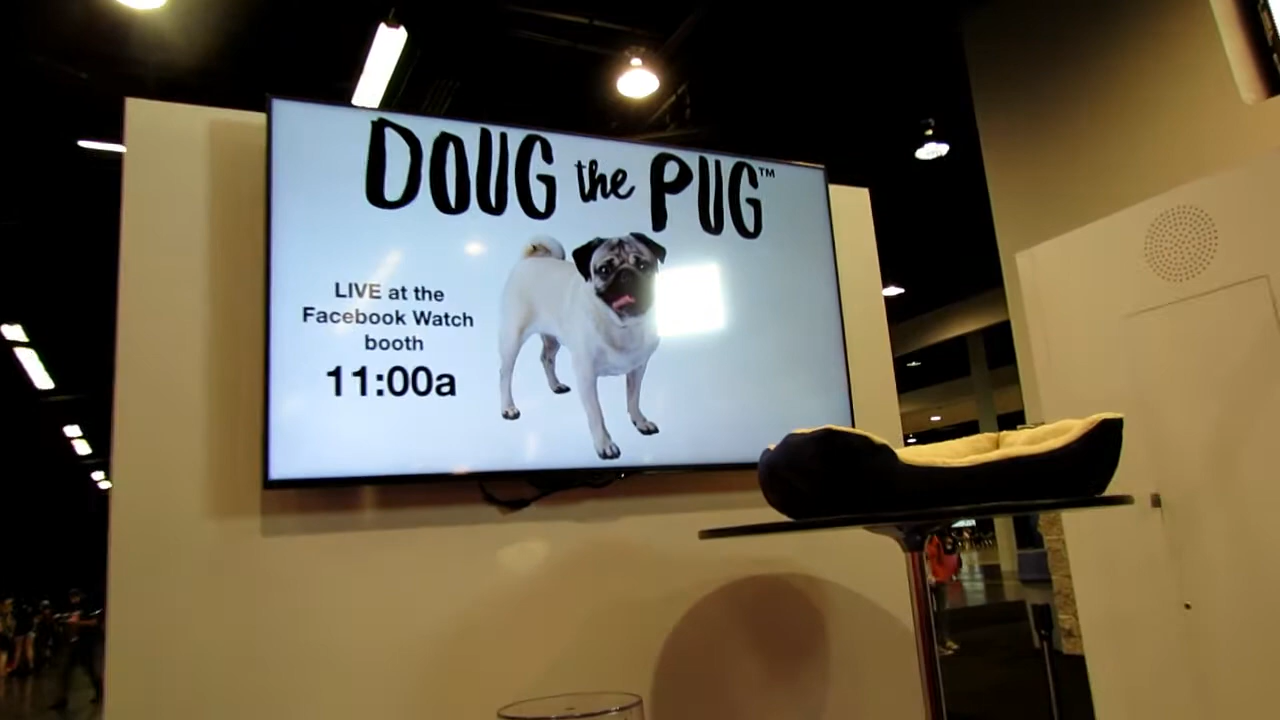 DOUG the PUG™
LIVE at the
Facebook Watch
booth
11:00a